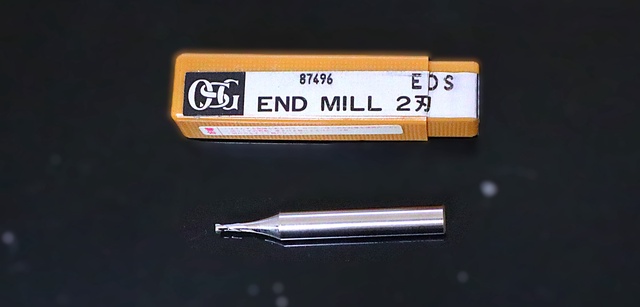 87496 EDS
OSG END MILL 2刃